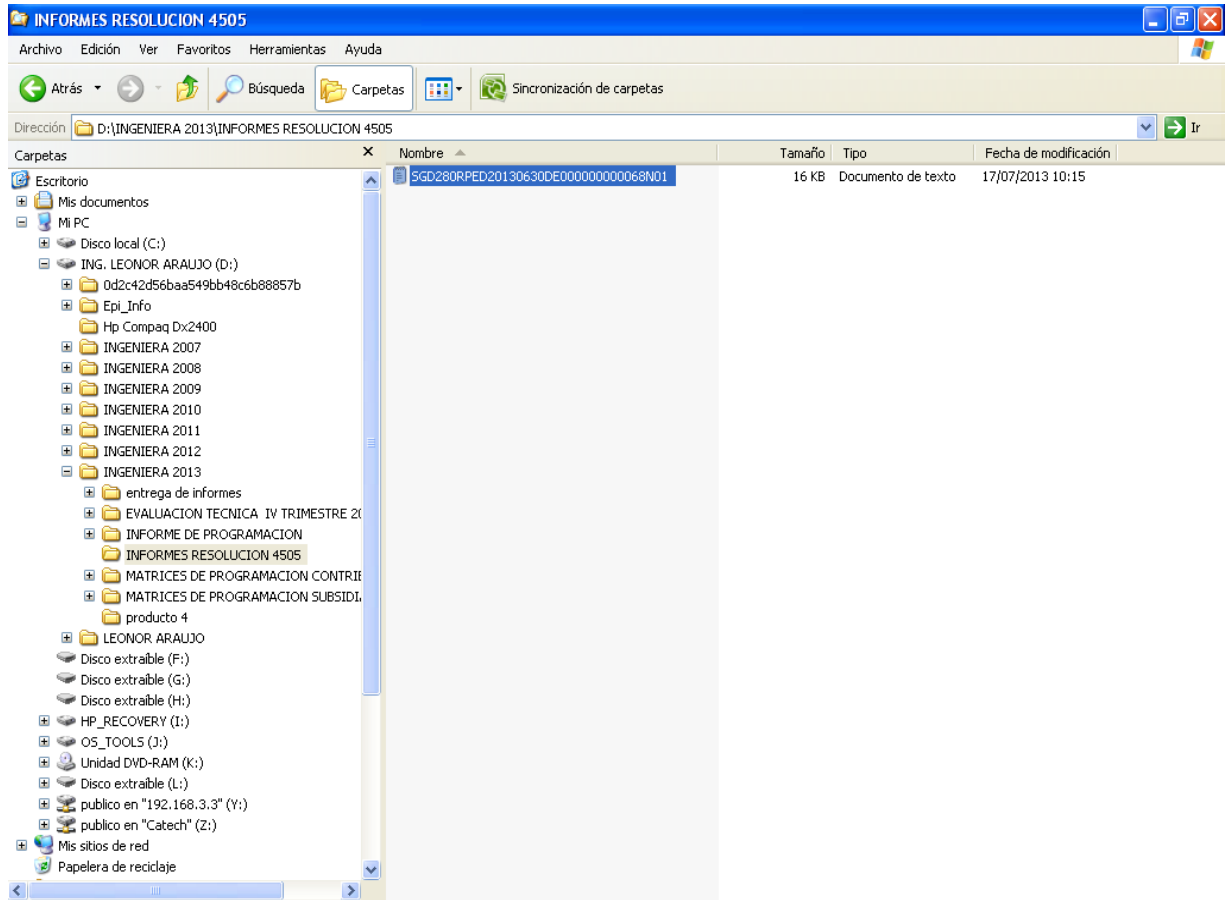 INFORMES RESOLUCION 4505
Archivo Edición Ver Favoritos Herramientas Ayuda
Atrás Búsqueda Carpetas Sincronización de carpetas
Dirección D:\INGENIERA 2013\INFORMES RESOLUCION 4505 Ir
Carpetas Nombre Tamaño Tipo Fecha de modificación
SGD280RPED20130630DE000000000068N01 16 KB Documento de texto 17/07/2013 10:15
Escritorio
Mis documentos
Mi PC
Disco local (C:)
ING. LEONOR ARAUJO (D:)
0d2c42d56baa549bb48c6b88857b
Epi_Info
Hp Compaq Dx2400
INGENIERA 2007
INGENIERA 2008
INGENIERA 2009
INGENIERA 2010
INGENIERA 2011
INGENIERA 2012
INGENIERA 2013
entrega de informes
EVALUACION TECNICA IV TRIMESTRE 20
INFORME DE PROGRAMACION
INFORMES RESOLUCION 4505
MATRICES DE PROGRAMACION CONTRIB
MATRICES DE PROGRAMACION SUBSIDI
producto 4
LEONOR ARAUJO
Disco extraíble (F:)
Disco extraíble (G:)
Disco extraíble (H:)
HP_RECOVERY (I:)
OS_TOOLS (J:)
Unidad DVD-RAM (K:)
Disco extraíble (L:)
publico en "192.168.3.3" (Y:)
publico en "Catech" (Z:)
Mis sitios de red
Papelera de reciclaje